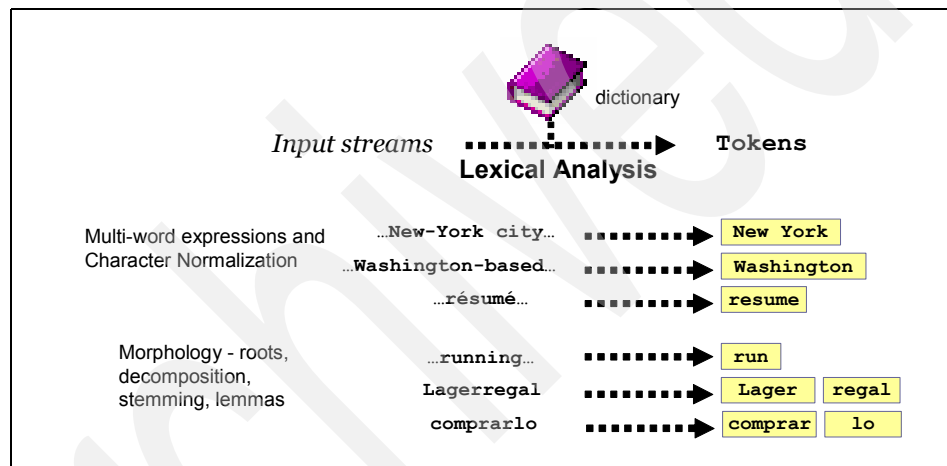 dictionary
Input streams Tokens
Lexical Analysis
Multi-word expressions and
Character Normalization
...New-York city... New York
...Washington-based... Washington
...résumé... resume
Morphology - roots,
decomposition,
stemming, lemmas
...running... run
Lagerregal Lager regal
comprarlo comprar lo